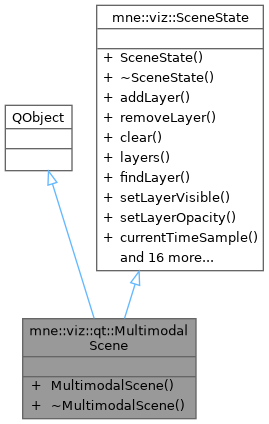 mne::viz::SceneState
+ SceneState()
+ ~SceneState()
+ addLayer()
+ removeLayer()
+ clear()
+ layers()
+ findLayer()
+ setLayerVisible()
+ setLayerOpacity()
+ currentTimeSample()
and 16 more...
QObject
mne::viz::qt::Multimodal
Scene
+ MultimodalScene()
+ ~MultimodalScene()